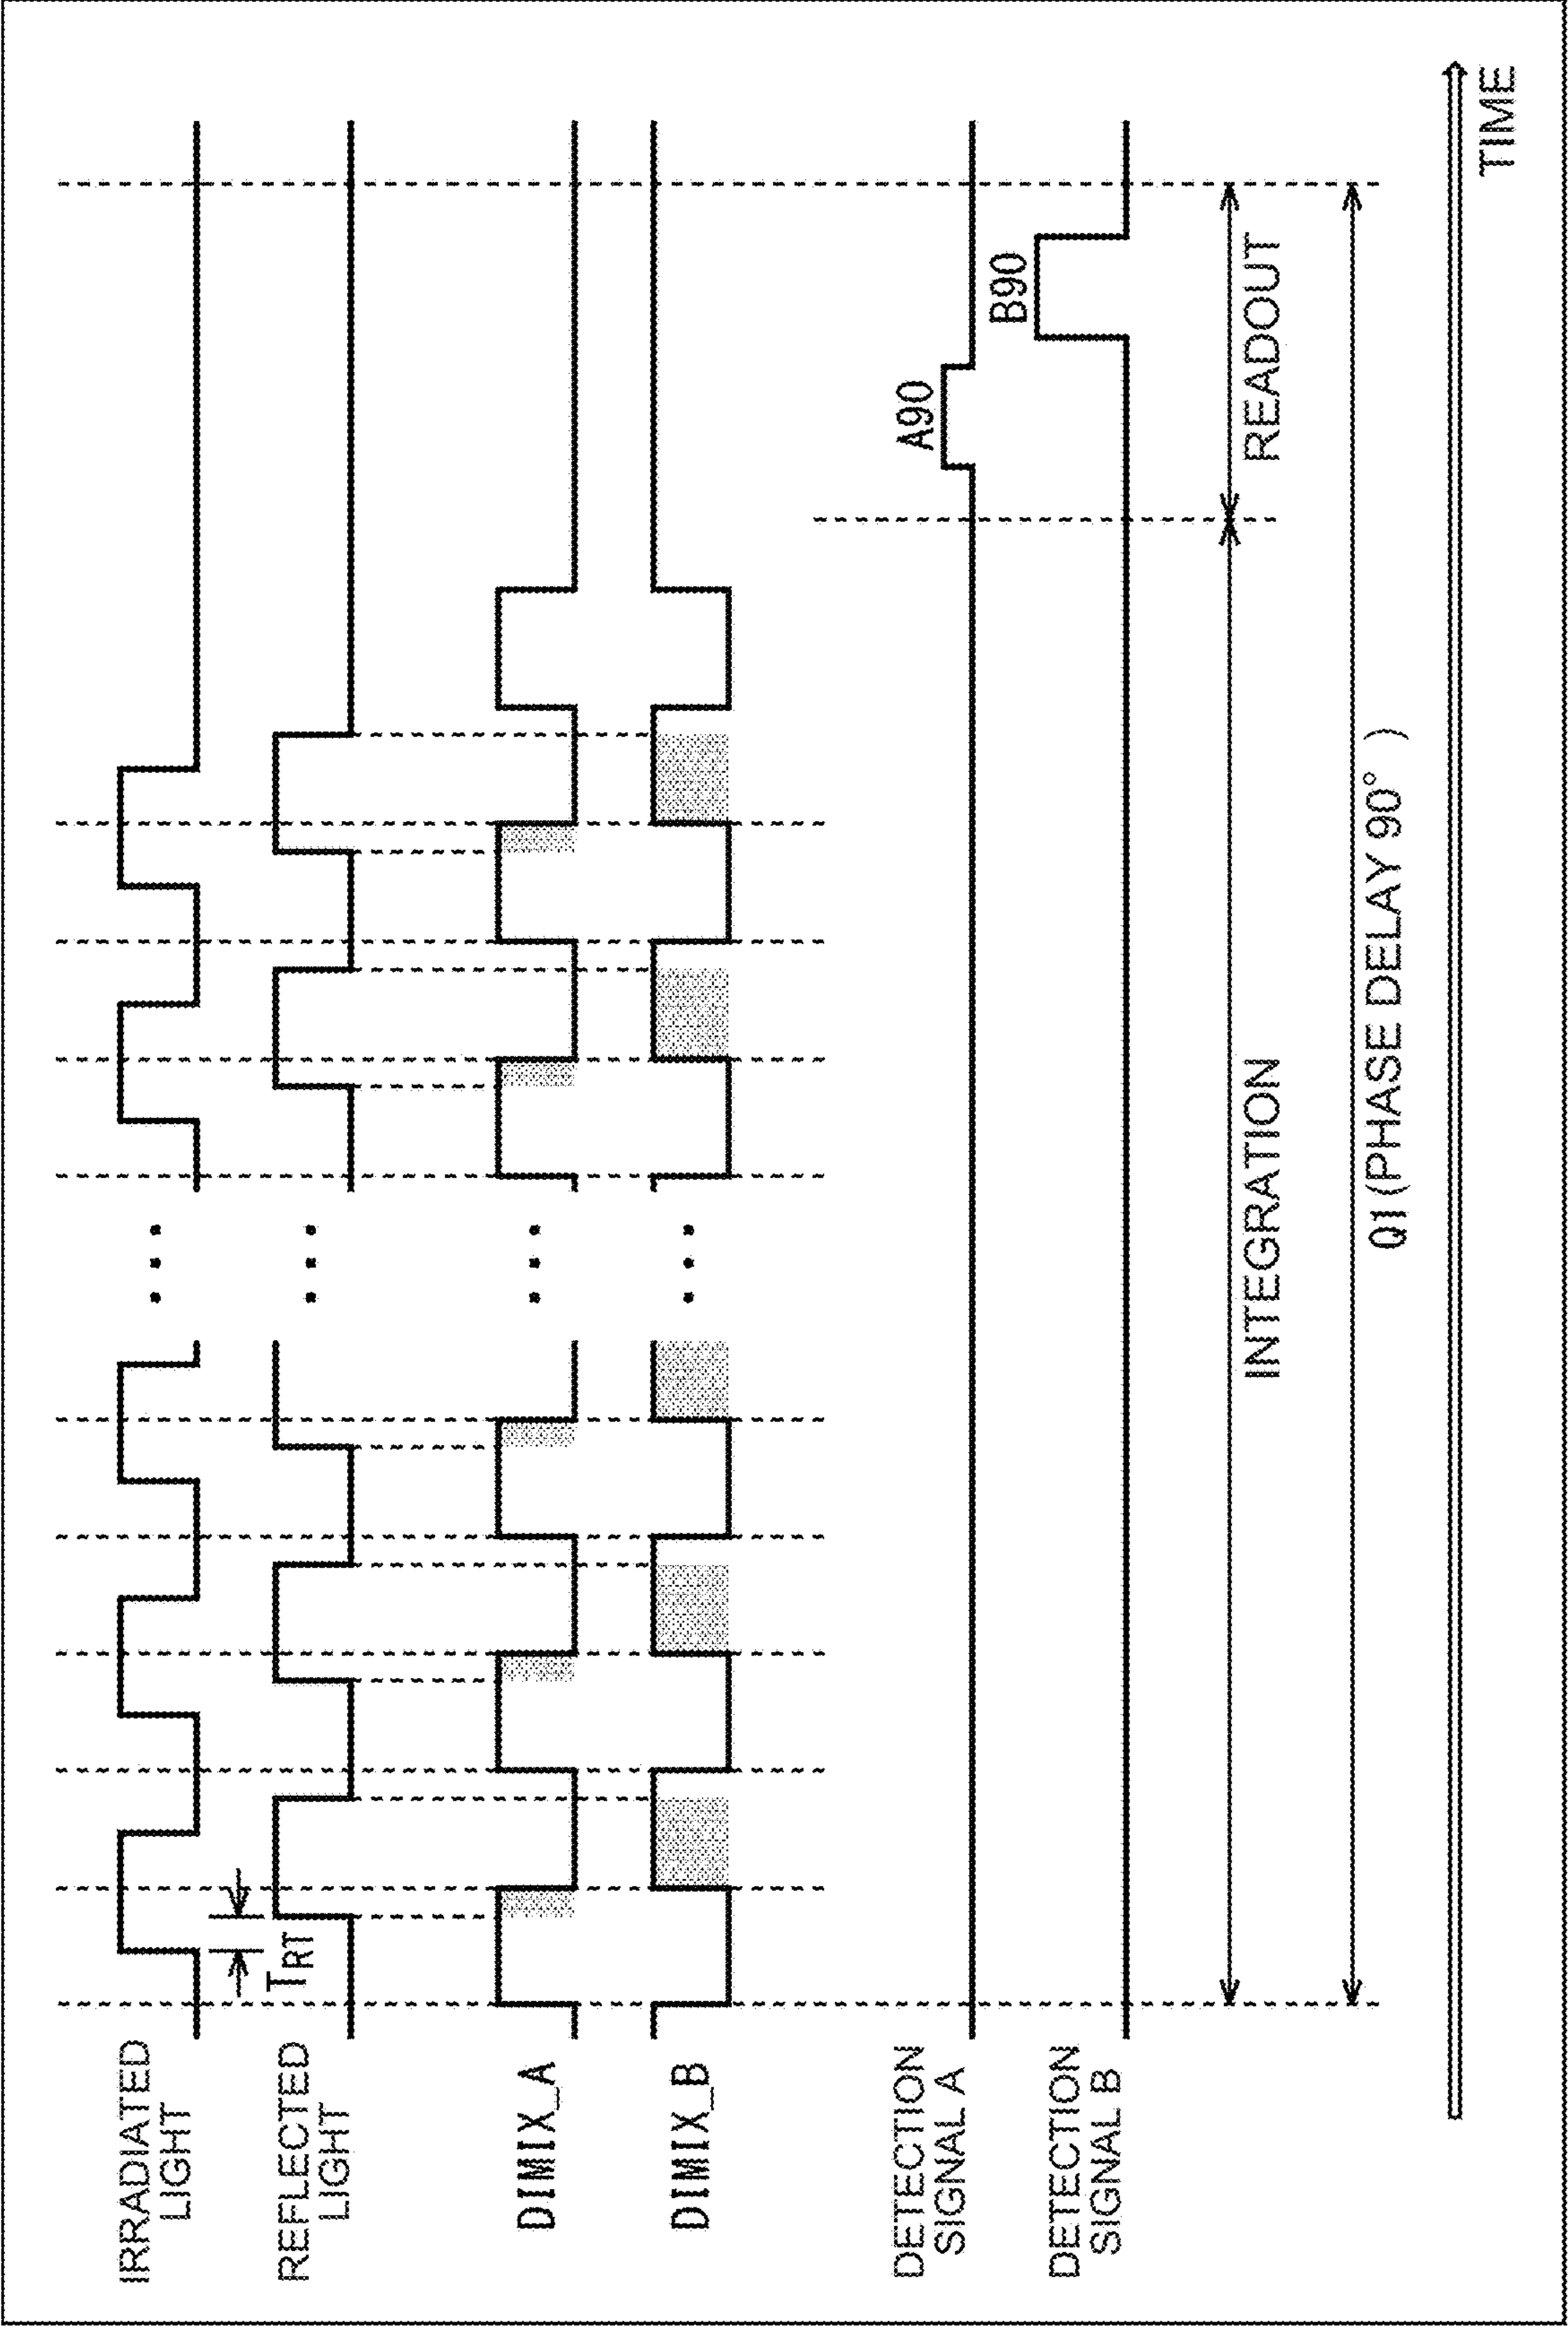 IRRADIATED
LIGHT
TRT
REFLECTED
LIGHT
DIMIX_A
DIMIX_B
DETECTION
SIGNAL A
A90
DETECTION
SIGNAL B
B90
INTEGRATION
READOUT
Q1 (PHASE DELAY 90° )
TIME